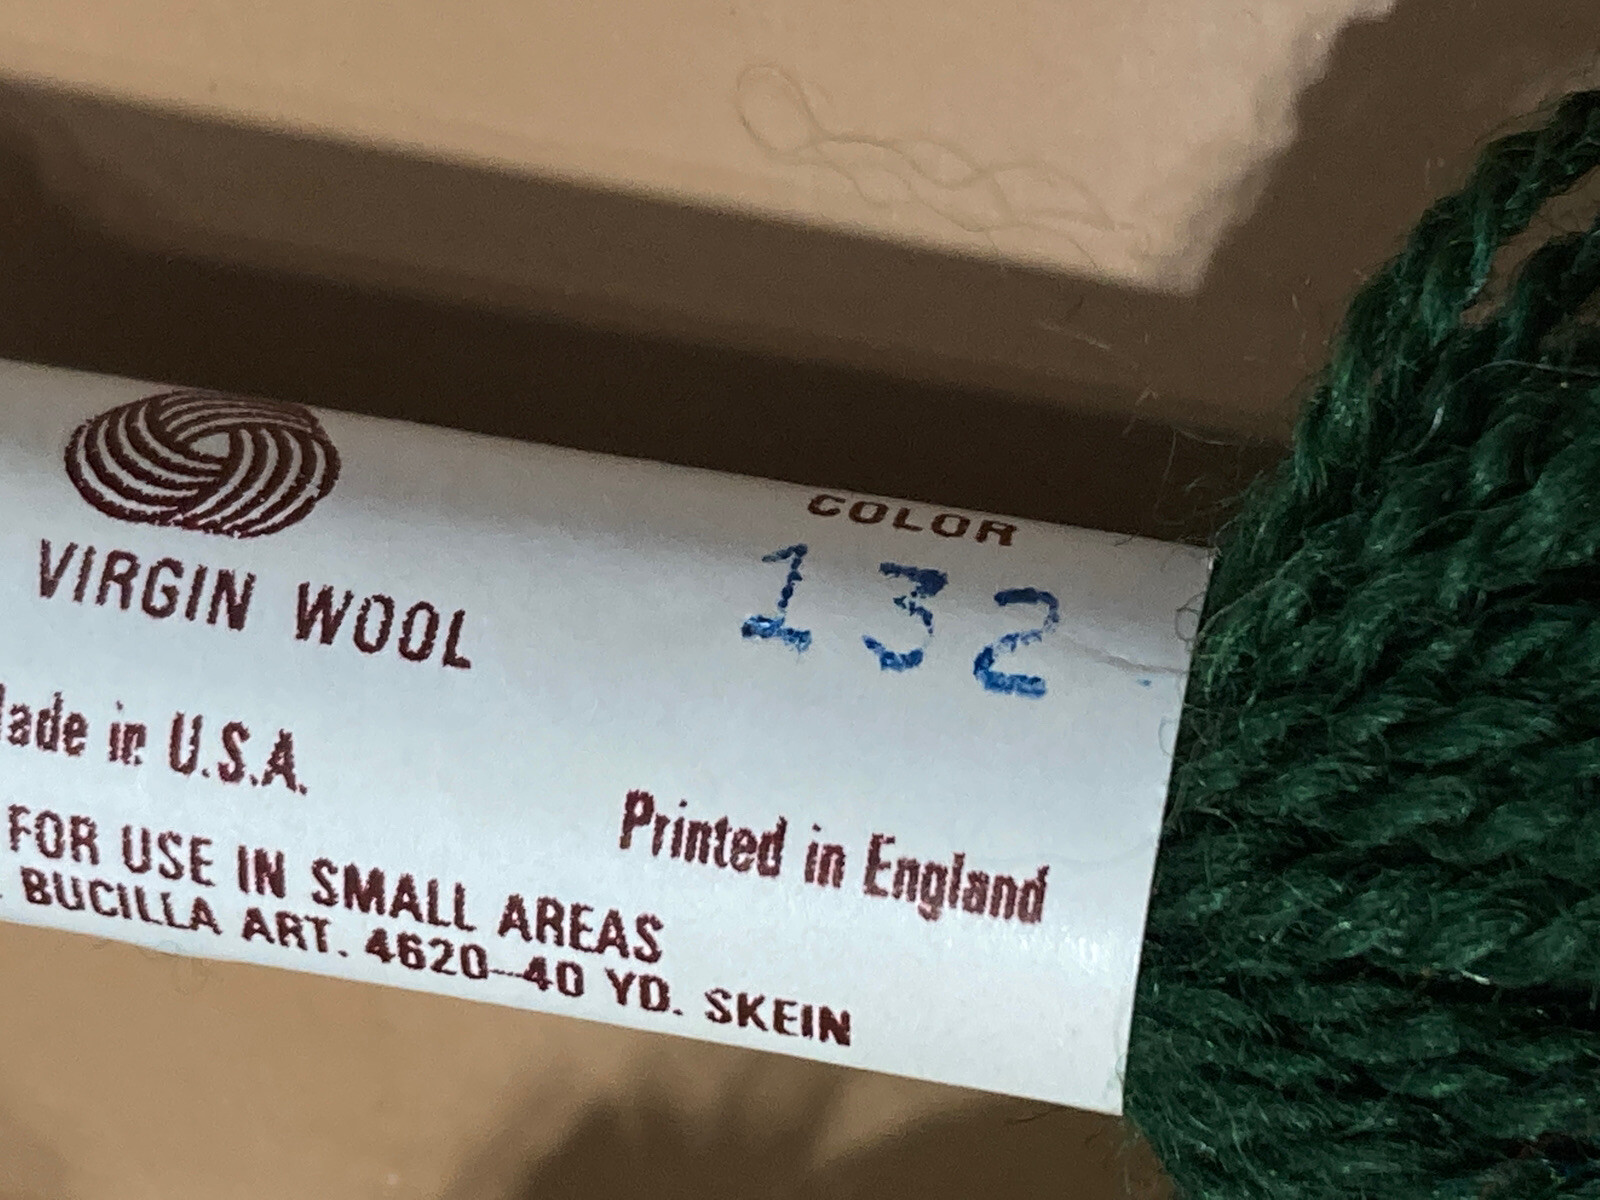 COLOR
132
VIRGIN WOOL
Made in U.S.A.
Printed in England
FOR USE IN SMALL AREAS
BUCILLA ART. 4620-40 YD. SKEIN